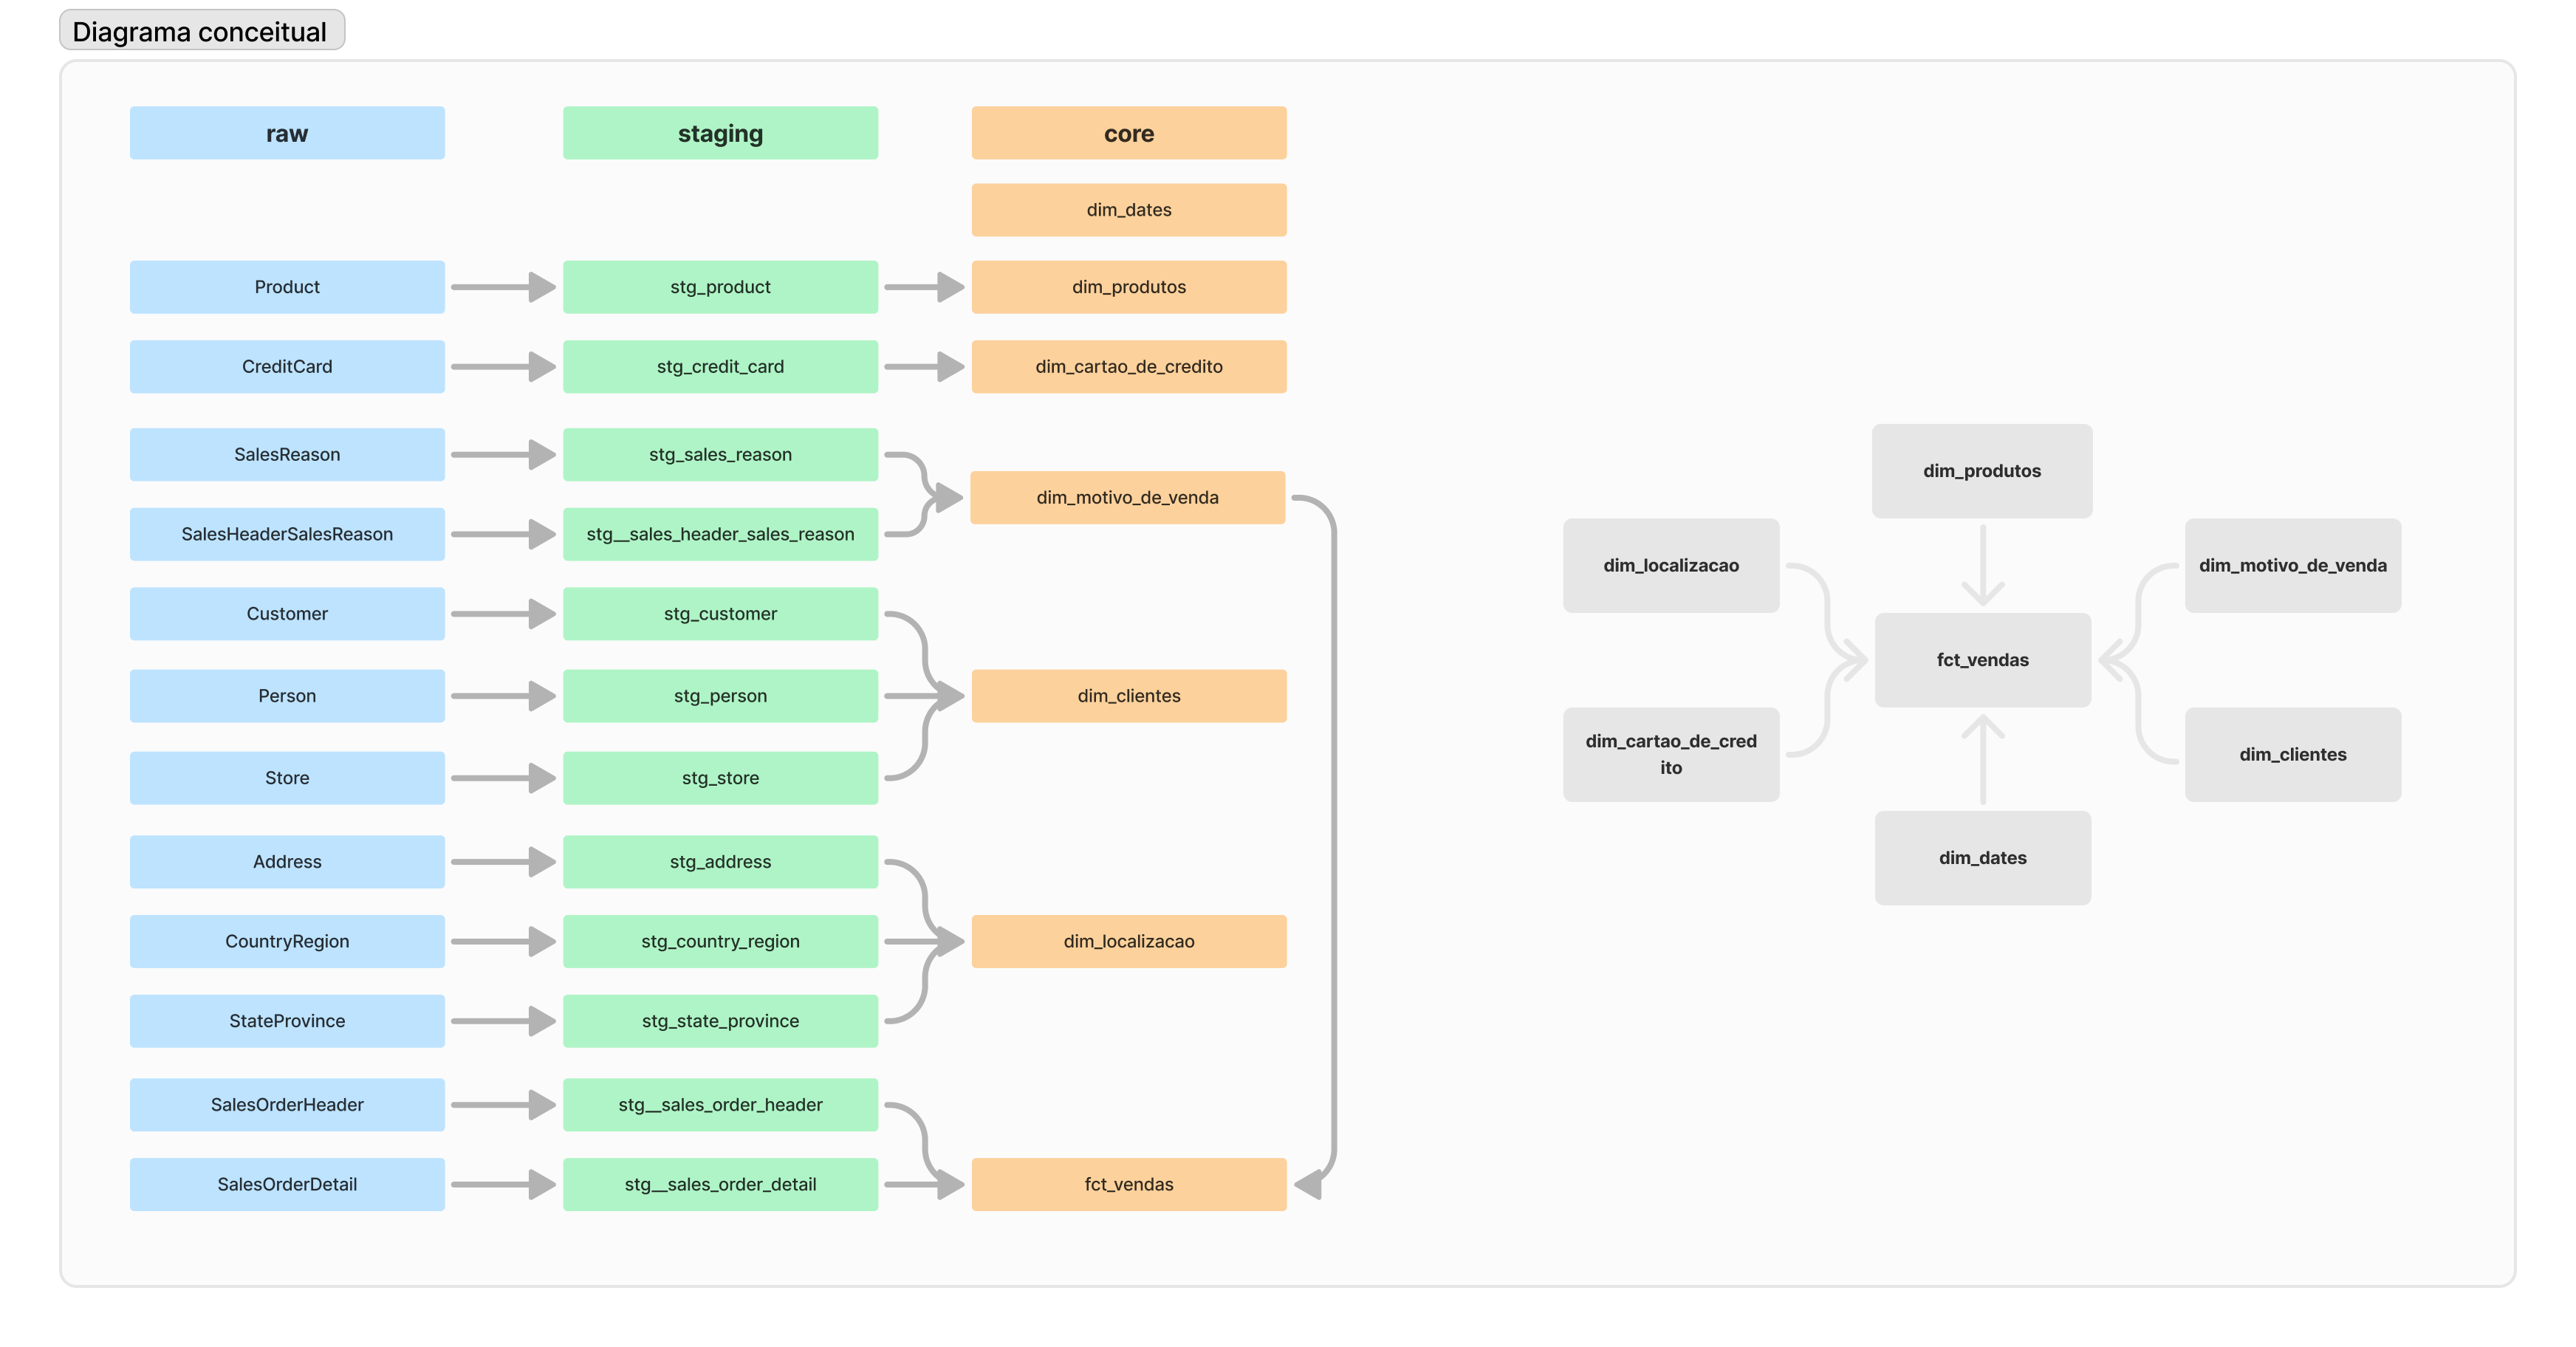 Diagrama conceitual
raw
staging
core
dim_dates
Product
stg_product
dim_produtos
CreditCard
stg_credit_card
dim_cartao_de_credito
SalesReason
stg_sales_reason
dim_motivo_de_venda
SalesHeaderSalesReason
stg__sales_header_sales_reason
Customer
stg_customer
Person
stg_person
dim_clientes
Store
stg_store
Address
stg_address
CountryRegion
stg_country_region
dim_localizacao
StateProvince
stg_state_province
SalesOrderHeader
stg__sales_order_header
SalesOrderDetail
stg__sales_order_detail
fct_vendas
dim_produtos
dim_localizacao
dim_motivo_de_venda
fct_vendas
dim_cartao_de_cred
ito
dim_clientes
dim_dates